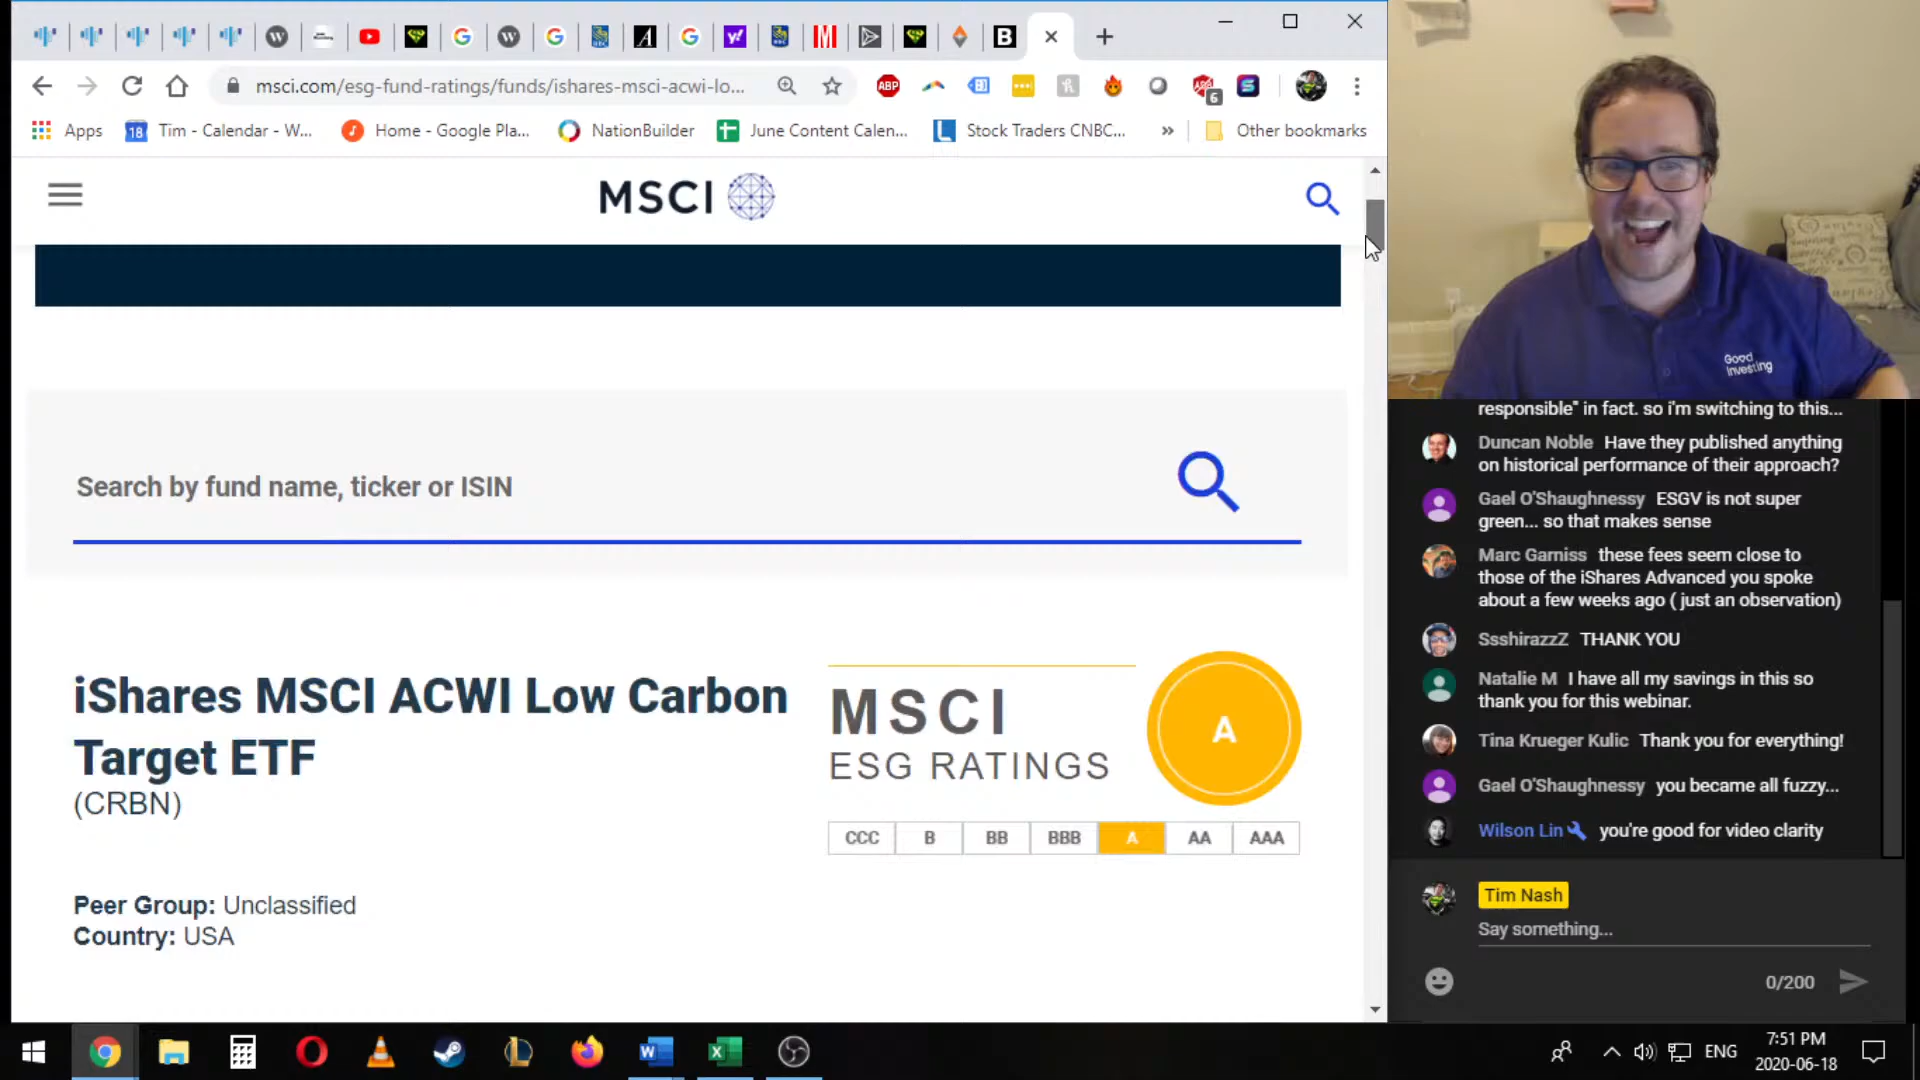 msci.com/esg-fund-ratings/funds/ishares-msci-acwi-lo...
ABP
6
Apps
18
Tim - Calendar - W...
Home - Google Pla...
NationBuilder
June Content Calen...
Stock Traders CNBC...
»
Other bookmarks
MSCI
Search by fund name, ticker or ISIN
iShares MSCI ACWI Low Carbon
Target ETF
(CRBN)
MSCI
ESG RATINGS
A
CCC B BB BBB A AA AAA
Peer Group: Unclassified
Country: USA
Good
Investing
responsible" in fact. so i'm switching to this...
Duncan Noble Have they published anything
on historical performance of their approach?
Gael O'Shaughnessy ESGV is not super
green... so that makes sense
Marc Garniss these fees seem close to
those of the iShares Advanced you spoke
about a few weeks ago ( just an observation)
SsshirazzZ THANK YOU
Natalie M I have all my savings in this so
thank you for this webinar.
Tina Krueger Kulic Thank you for everything!
Gael O'Shaughnessy you became all fuzzy...
Wilson Lin you're good for video clarity
Tim Nash
Say something...
0/200
ENG
7:51 PM
2020-06-18